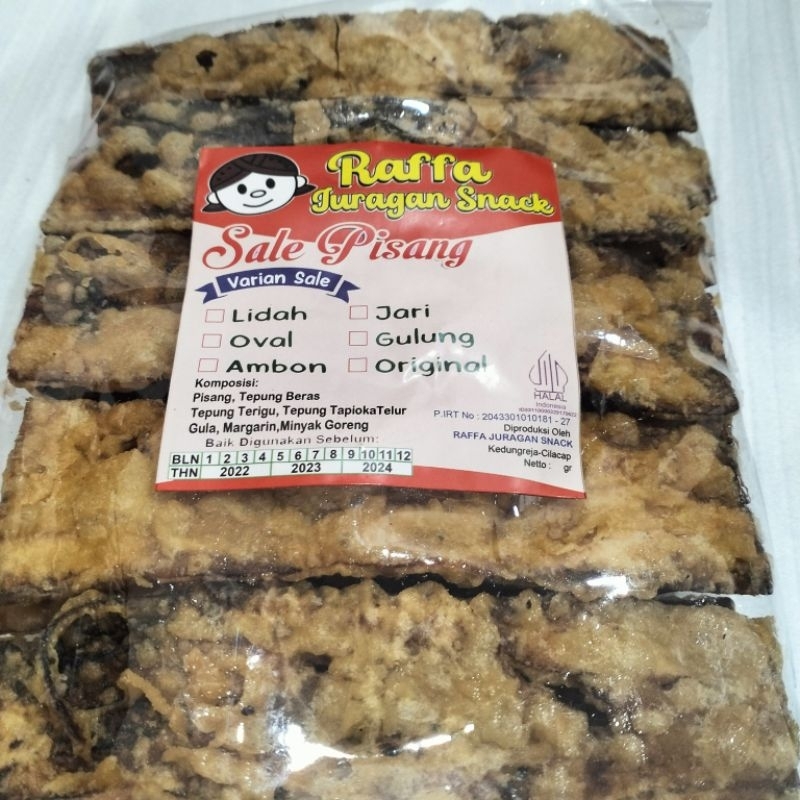 Raffa
Juragan Snack
Sale Pisang
Varian Sale
Lidah
Jari
Oval
Gulung
Ambon
Original
Komposisi:
Pisang, Tepung Beras
Tepung Terigu, Tepung TapiokaTelur
Gula, Margarin,Minyak Goreng
HALAL
Indonesia
P.IRT No : 2043301010181 - 27
Diproduksi Oleh
RAFFA JURAGAN SNACK
Kedungreja-Cilacap
Netto : gr
Baik Digunakan Sebelum:
BLN 1 2 3 4 5 6 7 8 9 10 11 12
THN 2022 2023 2024